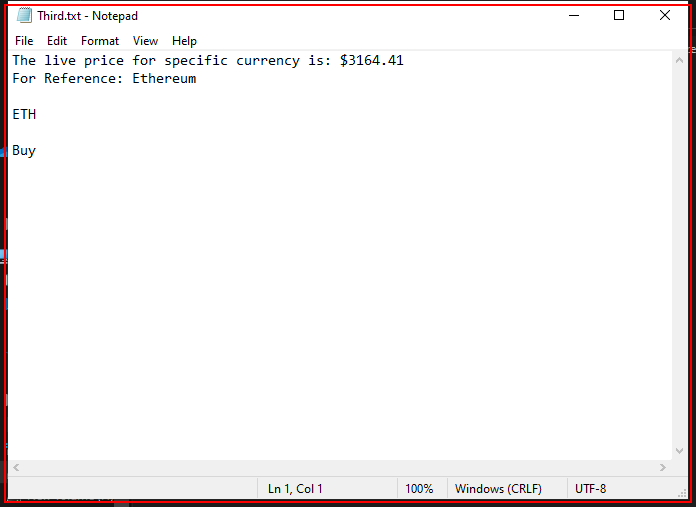 Third.txt - Notepad
File Edit Format View Help
The live price for specific currency is: $3164.41
For Reference: Ethereum
ETH
Buy
Ln 1, Col 1 100% Windows (CRLF) UTF-8